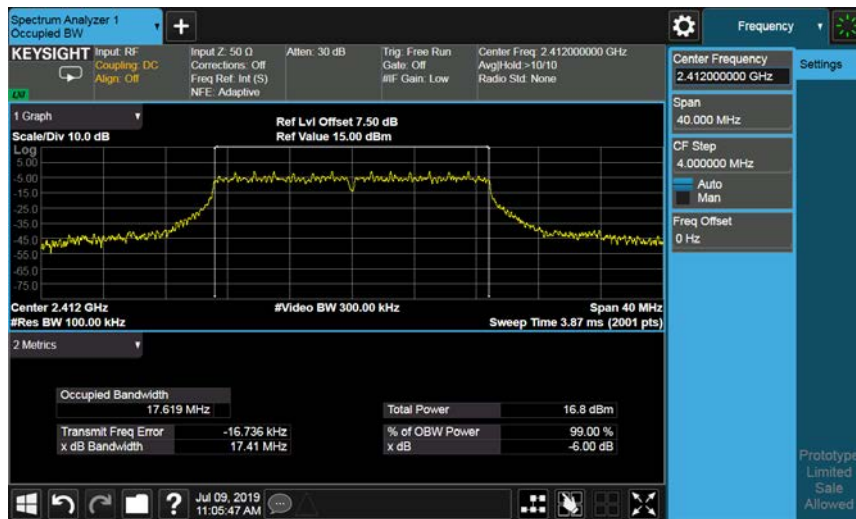 Spectrum Analyzer 1
Occupied BW
+
Frequency
KEYSIGHT
Input: RF
Coupling: DC
Align: Off
Input Z: 50 Ω
Corrections: Off
Freq Ref: Int (S)
NFE: Adaptive
Atten: 30 dB
Trig: Free Run
Gate: Off
#IF Gain: Low
Center Freq: 2.412000000 GHz
Avg|Hold:>10/10
Radio Std: None
LXI
1 Graph
Scale/Div 10.0 dB
Ref Lvl Offset 7.50 dB
Ref Value 15.00 dBm
Log
5.00
-5.00
-15.0
-25.0
-35.0
-45.0
-55.0
-65.0
-75.0
Center 2.412 GHz
#Res BW 100.00 kHz
#Video BW 300.00 kHz
Span 40 MHz
Sweep Time 3.87 ms (2001 pts)
2 Metrics
Occupied Bandwidth
17.619 MHz
Total Power 16.8 dBm
Transmit Freq Error -16.736 kHz
% of OBW Power 99.00 %
x dB Bandwidth 17.41 MHz
x dB -6.00 dB
Center Frequency
2.412000000 GHz
Settings
Span
40.000 MHz
CF Step
4.000000 MHz
Auto
Man
Freq Offset
0 Hz
Prototype
Limited
Sale
Allowed
?
Jul 09, 2019
11:05:47 AM